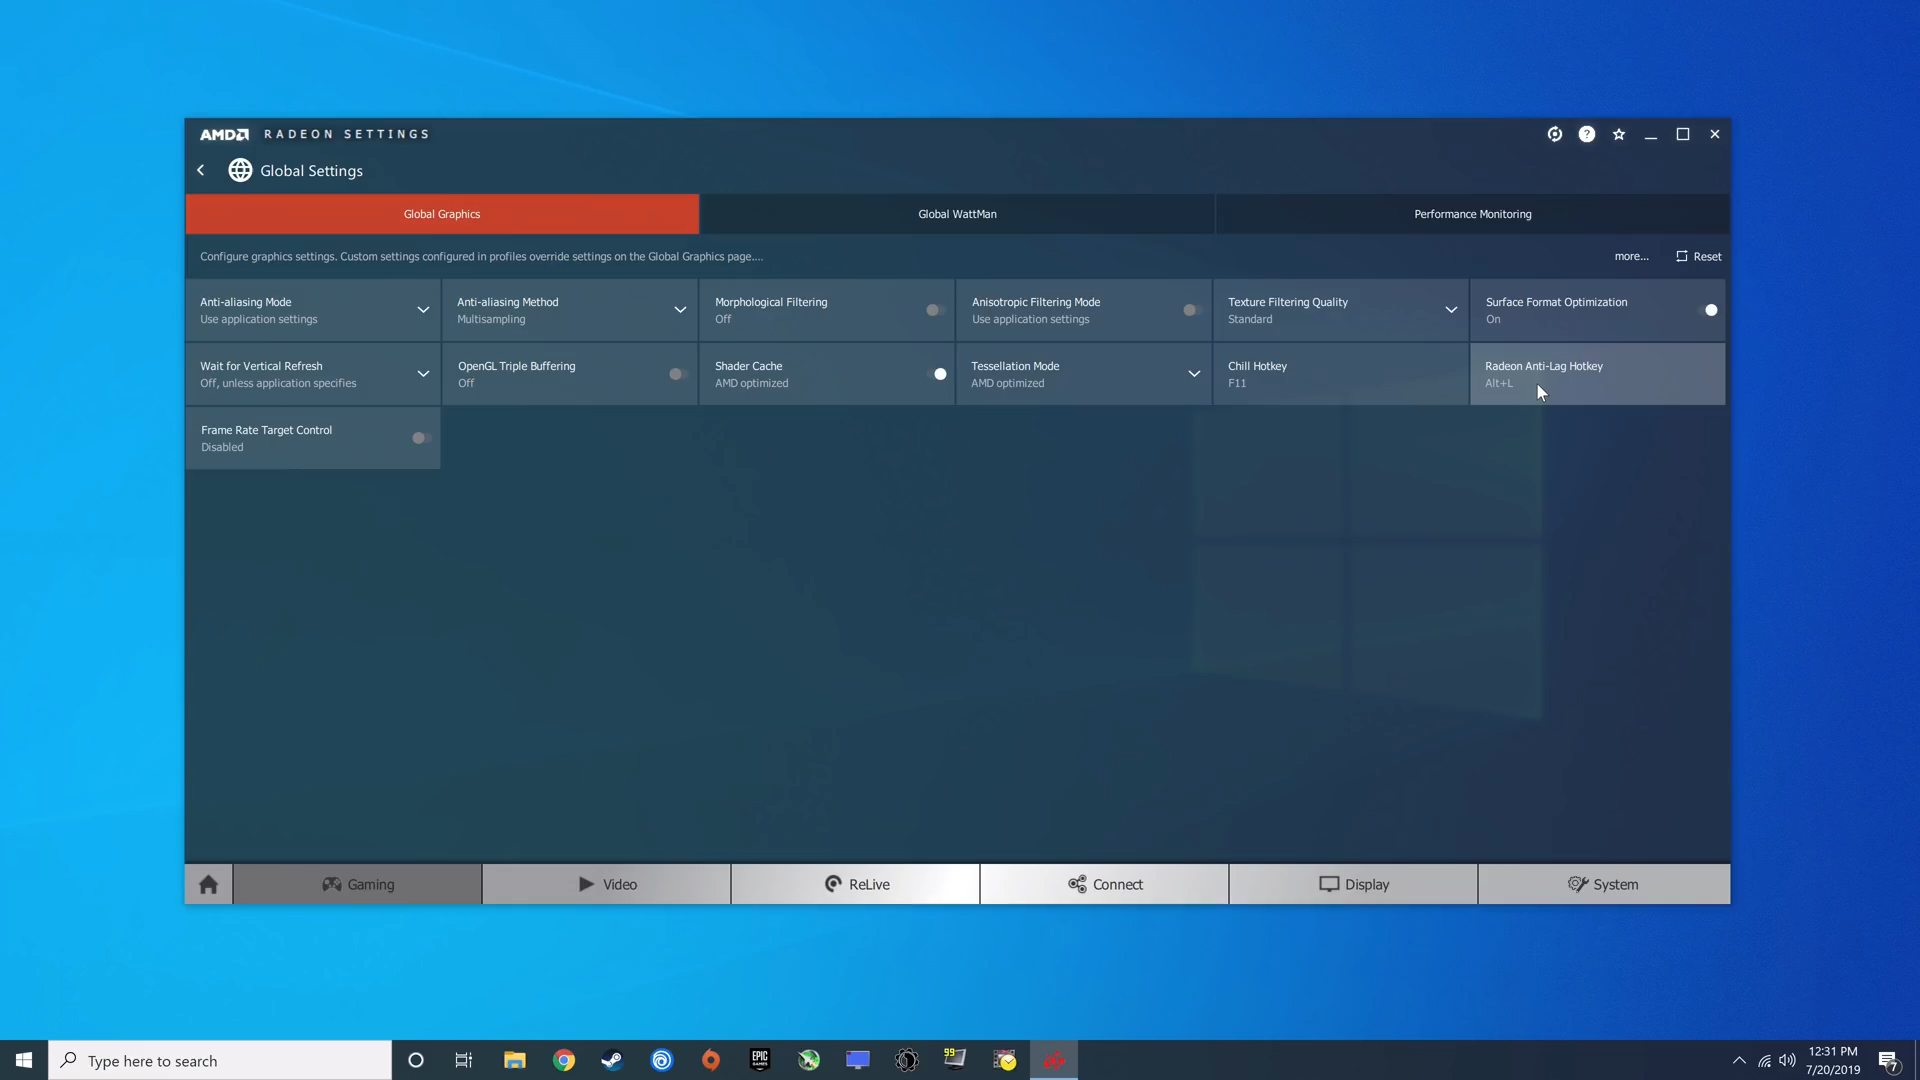 AMD RADEON SETTINGS
?
Global Settings
Global Graphics
Global WattMan
Performance Monitoring
Configure graphics settings. Custom settings configured in profiles override settings on the Global Graphics page....
more...
Reset
Anti-aliasing Mode
Use application settings
Anti-aliasing Method
Multisampling
Morphological Filtering
Off
Anisotropic Filtering Mode
Use application settings
Texture Filtering Quality
Standard
Surface Format Optimization
On
Wait for Vertical Refresh
Off, unless application specifies
OpenGL Triple Buffering
Off
Shader Cache
AMD optimized
Tessellation Mode
AMD optimized
Chill Hotkey
F11
Radeon Anti-Lag Hotkey
Alt+L
Frame Rate Target Control
Disabled
Gaming
Video
ReLive
Connect
Display
System
Type here to search
EPIC
GAMES
99
12:31 PM
7/20/2019
7